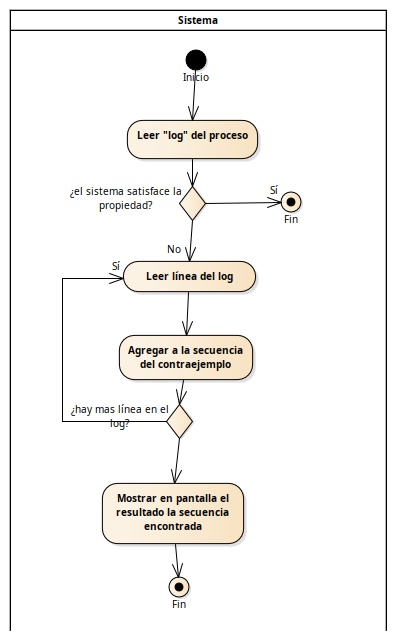 Sistema
Inicio
Leer "log" del proceso
¿el sistema satisface la
propiedad?
Sí
Fin
No
Sí
Leer línea del log
Agregar a la secuencia
del contraejemplo
¿hay mas línea en el
log?
Mostrar en pantalla el
resultado la secuencia
encontrada
Fin